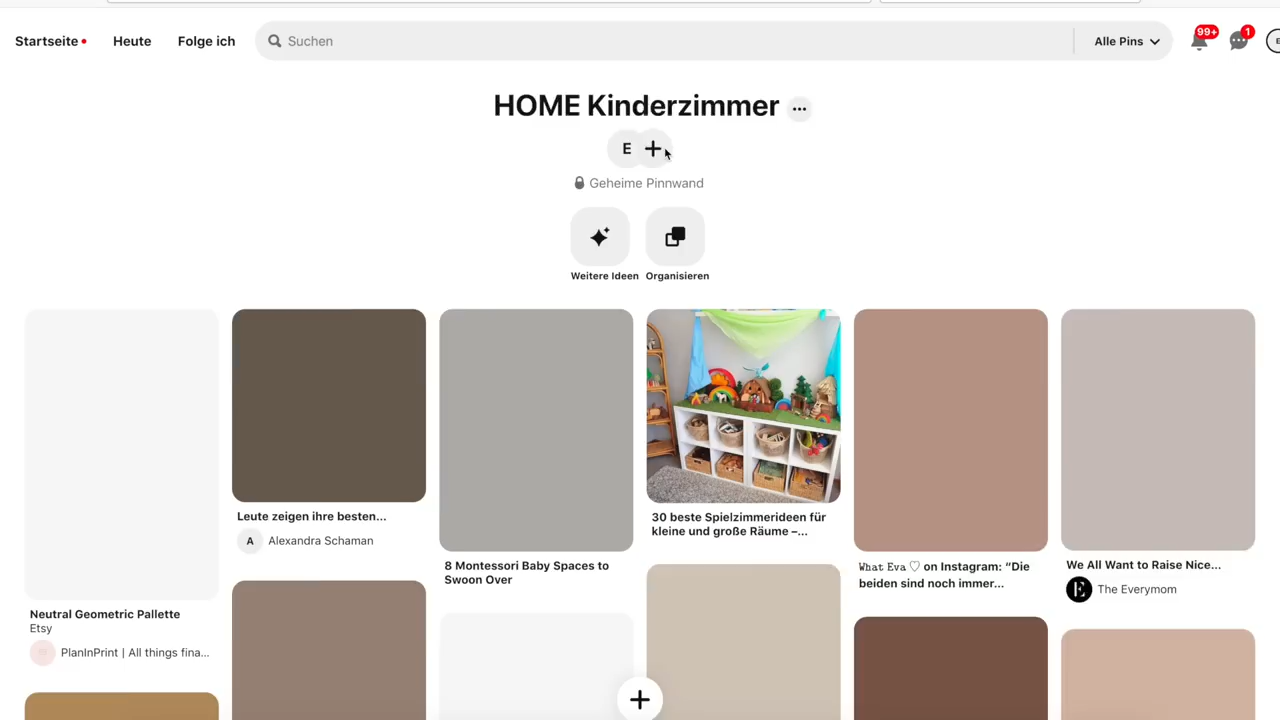 Startseite
Heute
Folge ich
Suchen
Alle Pins
99+
1
E
HOME Kinderzimmer
E
Geheime Pinnwand
Weitere Ideen
Organisieren
Neutral Geometric Pallette
Etsy
PlanInPrint | All things fina...
Leute zeigen ihre besten...
A
Alexandra Schaman
8 Montessori Baby Spaces to
Swoon Over
30 beste Spielzimmerideen für
kleine und große Räume –...
What Eva ♡ on Instagram: “Die
beiden sind noch immer...
We All Want to Raise Nice...
E
The Everymom